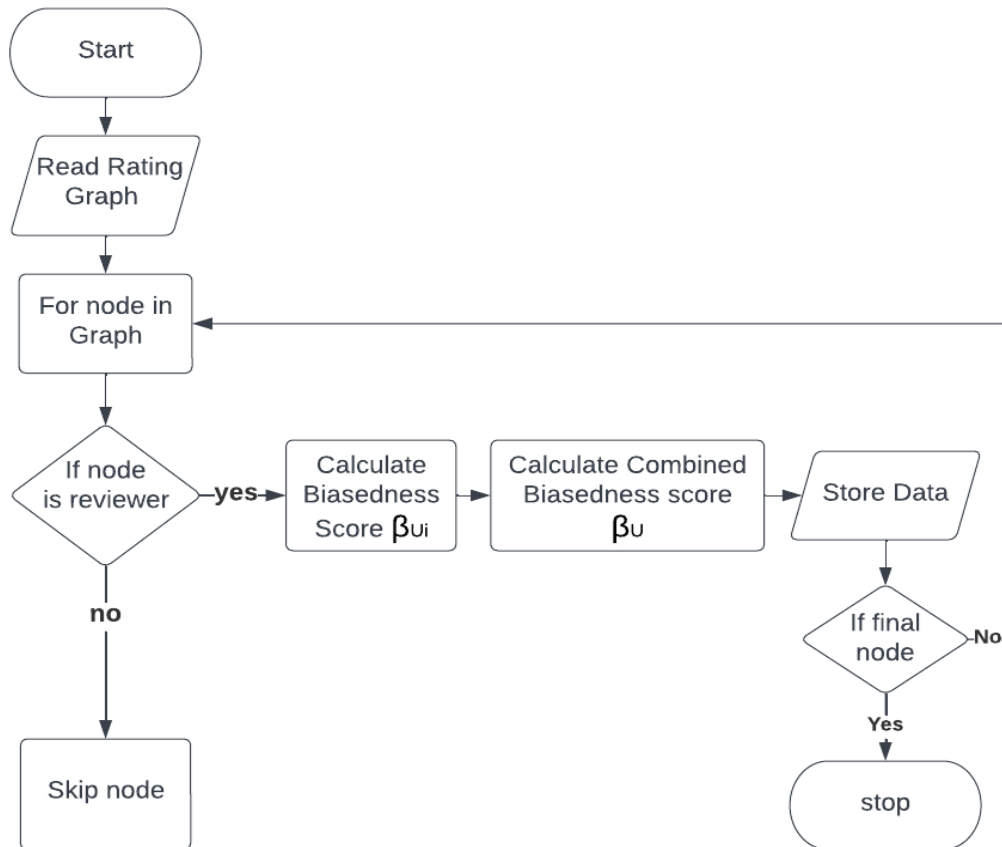 Start
Read Rating
Graph
For node in
Graph
If node
is reviewer
yes
Calculate
Biasedness
Score βUi
Calculate Combined
Biasedness score
βU
Store Data
If final
node
No
Yes
stop
no
Skip node